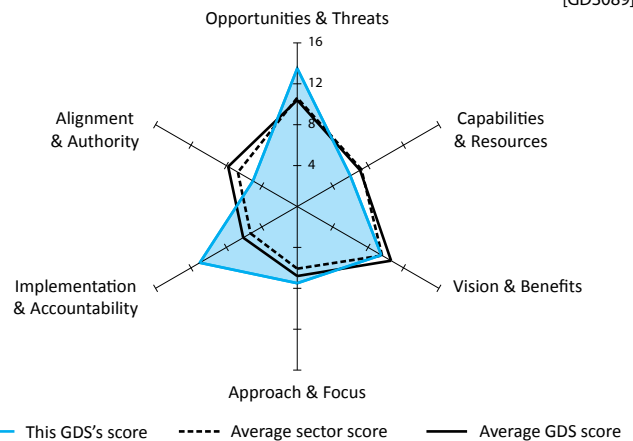 [GDS089]
Opportunities & Threats
16
12
8
4
Alignment
& Authority
Capabilities
& Resources
Implementation
& Accountability
Vision & Benefits
Approach & Focus
This GDS's score
Average sector score
Average GDS score